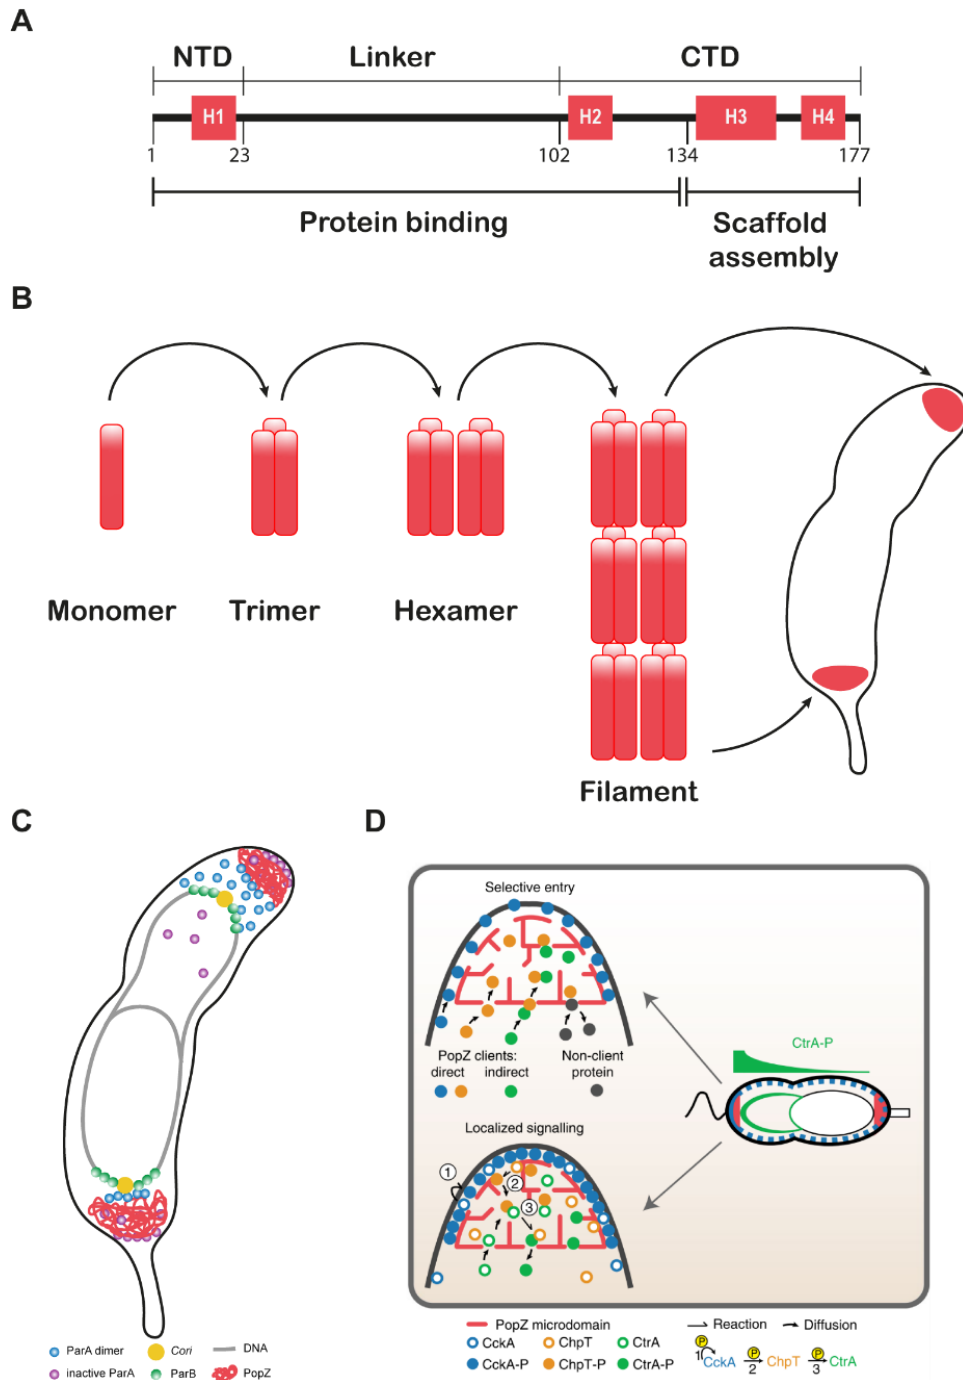 A
NTD Linker CTD
H1 H2 H3 H4
1 23 102 134 177
Protein binding Scaffold
assembly
B
Monomer Trimer Hexamer
Filament
C
ParA dimer Cori DNA
inactive ParA ParB PopZ
D
Selective entry
PopZ clients: Non-client
direct indirect protein
CtrA-P
Localized signalling
1
2
3
PopZ microdomain Reaction Diffusion
CckA ChpT CtrA
CckA-P ChpT-P CtrA-P
P P P
1 CckA 2 ChpT 3 CtrA